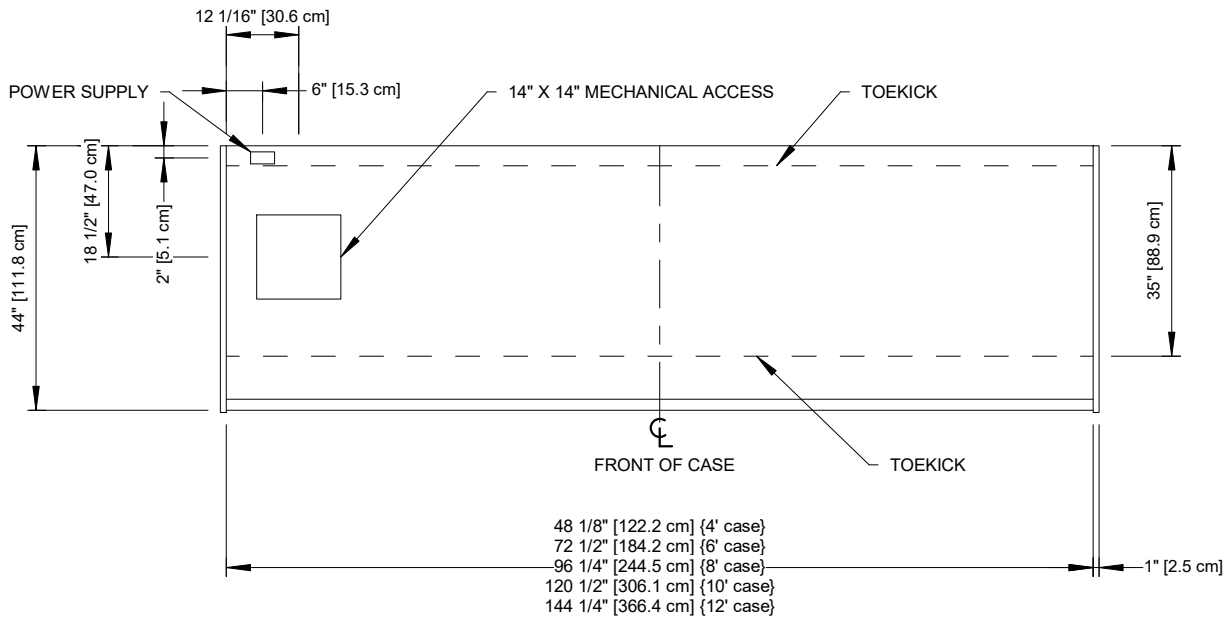 12 1/16" [30.6 cm]
POWER SUPPLY
6" [15.3 cm]
14" X 14" MECHANICAL ACCESS
TOEKICK
44" [111.8 cm]
18 1/2" [47.0 cm]
2" [5.1 cm]
35" [88.9 cm]
CL
FRONT OF CASE
TOEKICK
48 1/8" [122.2 cm] {4' case}
72 1/2" [184.2 cm] {6' case}
96 1/4" [244.5 cm] {8' case}
1" [2.5 cm]
120 1/2" [306.1 cm] {10' case}
144 1/4" [366.4 cm] {12' case}